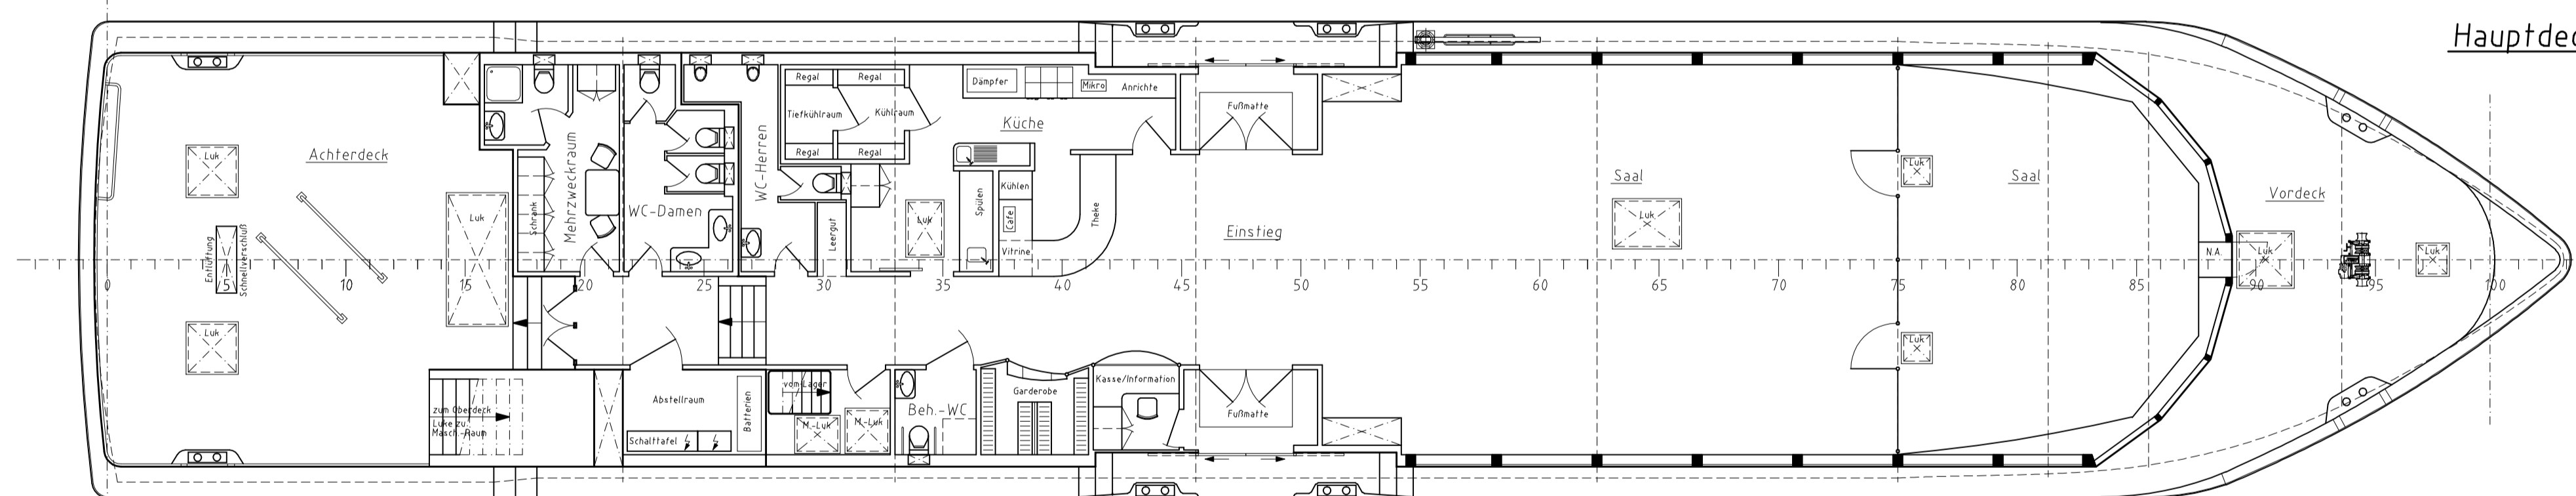 Hauptdec
Achterdeck
Luk
Luk
Luk
Entlüftung
Schnellverschluß
zum Oberdeck
Luke zu
Masch.-Raum
Schrank
Mehrzweckraum
WC-Damen
WC-Herren
Regal
Regal
Tiefkühlraum
Kühlraum
Regal
Regal
Leergut
Luk
Dämpfer
Mikro
Anrichte
Küche
Spülen
Kühlen
Cafe
Vitrine
Theke
Fußmatte
Einstieg
Saal
Luk
Luk
Luk
Saal
N.A.
Vordeck
Luk
Luk
0
5
10
15
20
25
30
35
40
45
50
55
60
65
70
75
80
85
90
95
100
Abstellraum
Schalttafel
Batterien
vom Lager
M.-Luk
M.-Luk
Beh.-WC
Garderobe
Kasse/Information
Fußmatte